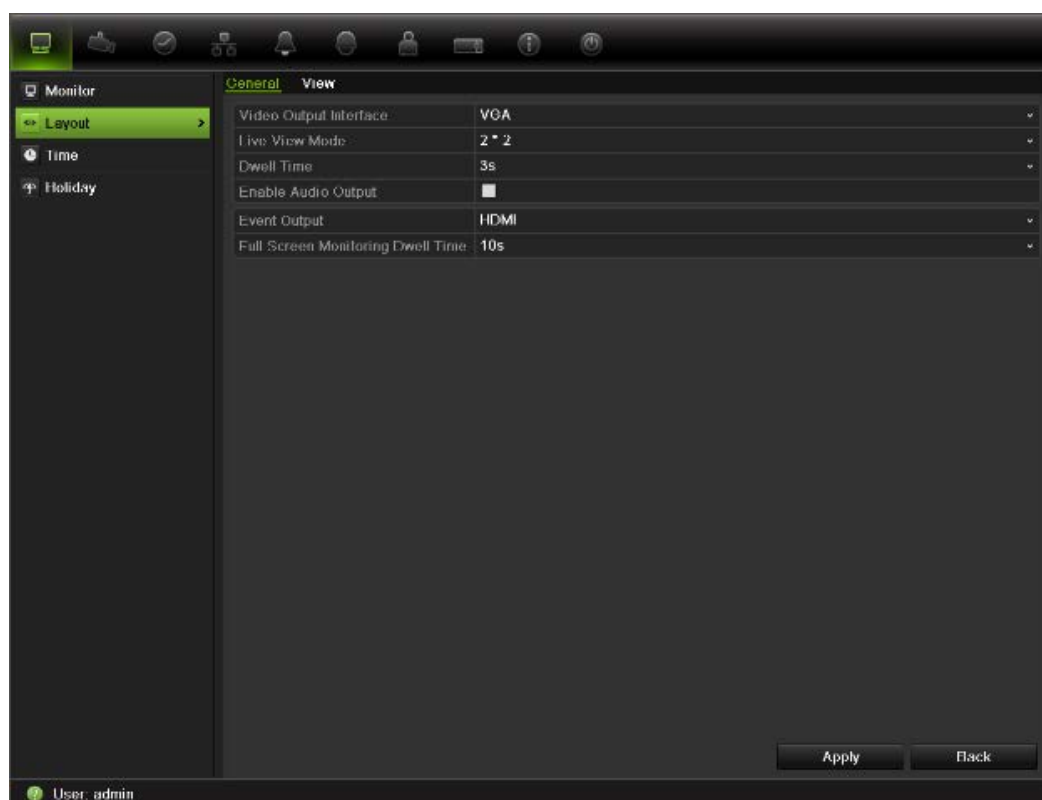 General View
Monitor
Layout
Time
Holiday
Video Output Interface VGA
Live View Mode 2 * 2
Dwell Time 3s
Enable Audio Output
Event Output HDMI
Full Screen Monitoring Dwell Time 10s
Apply Back
User: admin